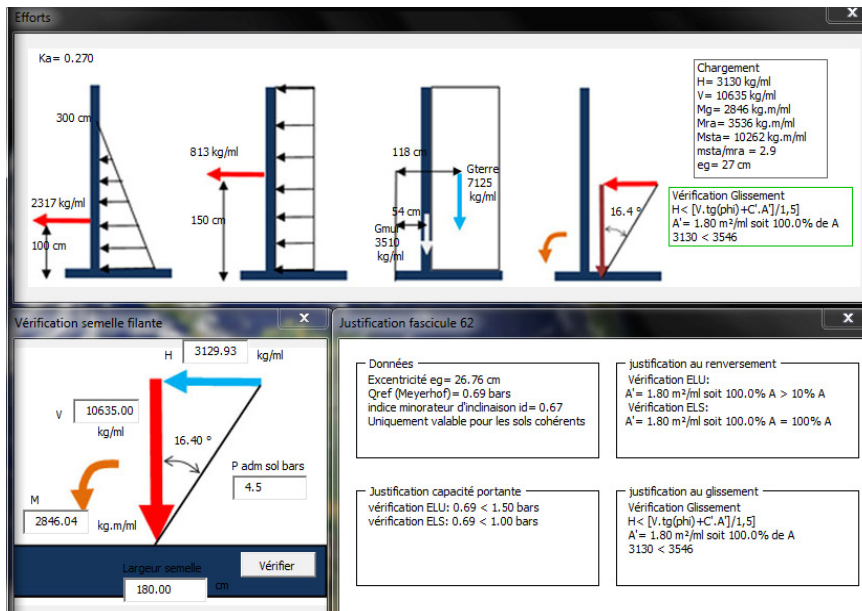 Efforts
x
Ka= 0.270
300 cm
2317 kg/ml
100 cm
813 kg/ml
150 cm
118 cm
Gterre
7125
kg/ml
54 cm
Gmur
3510
kg/ml
16.4 °
Chargement
H= 3130 kg/ml
V= 10635 kg/ml
Mg= 2846 kg.m/ml
Mra= 3536 kg.m/ml
Msta= 10262 kg.m/ml
msta/mra = 2.9
eg= 27 cm
Vérification Glissement
H< [V.tg(phi)+C'.A']/1,5]
A'= 1.80 m²/ml soit 100.0% de A
3130 < 3546
Vérification semelle filante
x
H 3129.93 kg/ml
V 10635.00
kg/ml
16.40 °
P adm sol bars
4.5
M
2846.04 kg.m/ml
Vérifier
Largeur semelle
180.00 cm
Justification fascicule 62
x
Données
Excentricité eg= 26.76 cm
Qref (Meyerhof)= 0.69 bars
indice minorateur d'inclinaison id= 0.67
Uniquement valable pour les sols cohérents
justification au renversement
Vérification ELU:
A'= 1.80 m²/ml soit 100.0% A > 10% A
Vérification ELS:
A'= 1.80 m²/ml soit 100.0% A = 100% A
Justification capacité portante
vérification ELU: 0.69 < 1.50 bars
vérification ELS: 0.69 < 1.00 bars
justification au glissement
Vérification Glissement
H< [V.tg(phi)+C'.A']/1,5]
A'= 1.80 m²/ml soit 100.0% de A
3130 < 3546